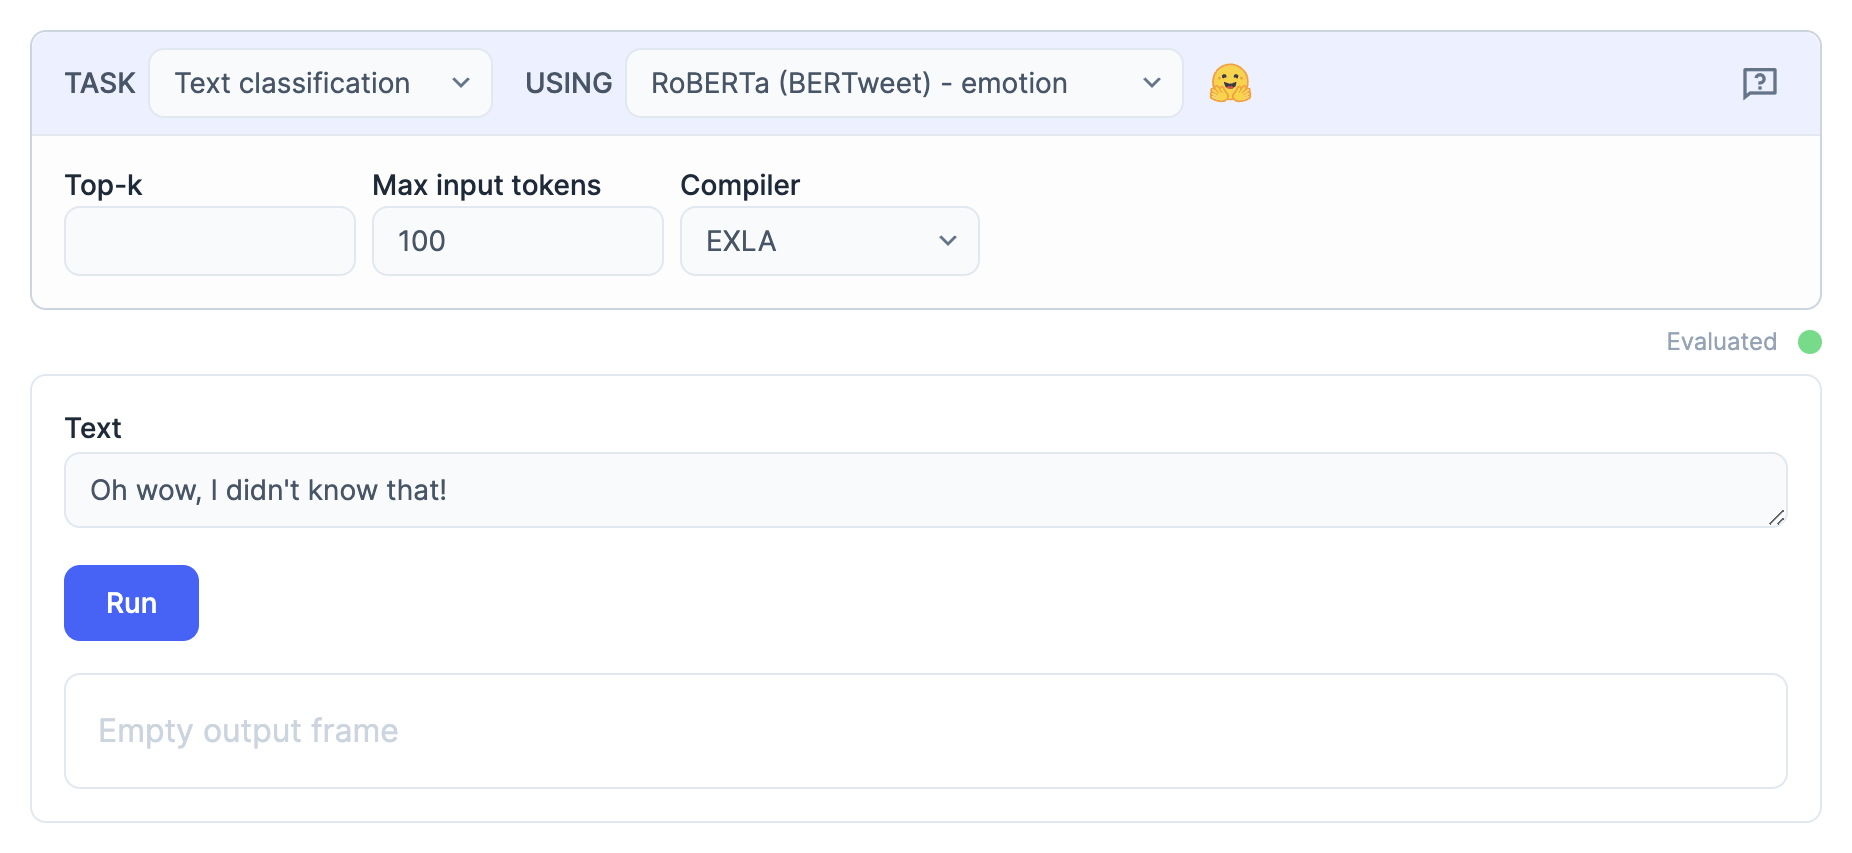 TASK Text classification USING RoBERTa (BERTweet) - emotion
Top-k Max input tokens Compiler
100 EXLA
Evaluated
Text
Oh wow, I didn't know that!
Run
Empty output frame